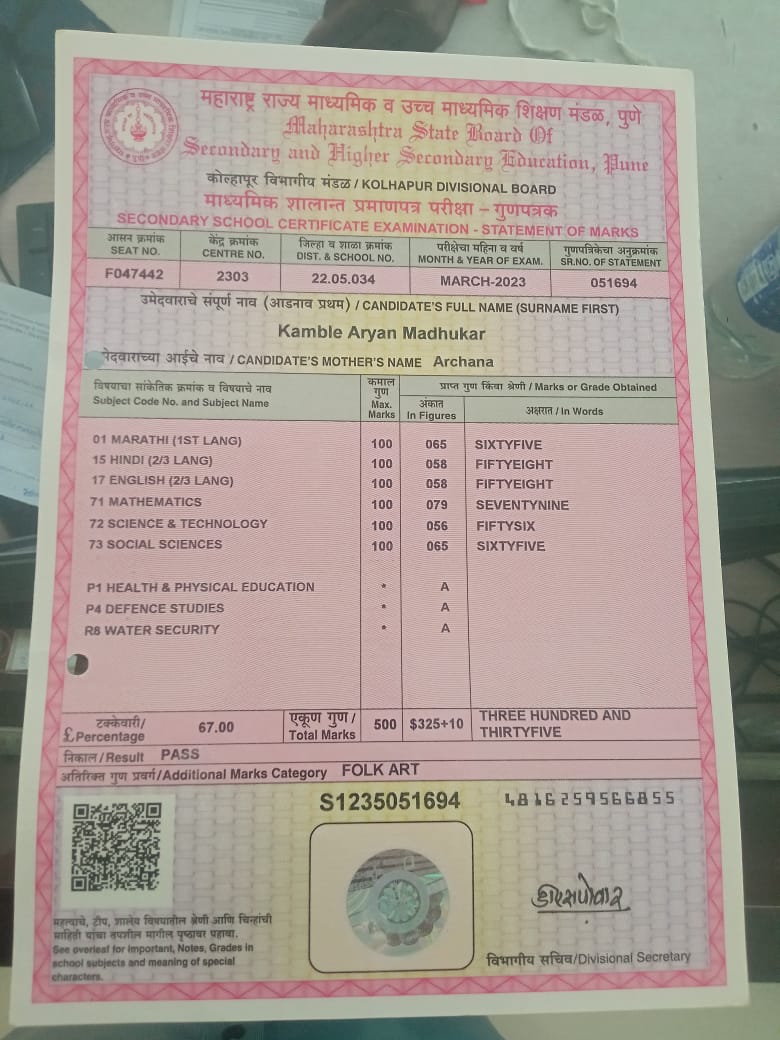 महाराष्ट्र राज्य माध्यमिक व उच्च माध्यमिक शिक्षण मंडळ, पुणे
Maharashtra State Board Of
Secondary and Higher Secondary Education, Pune
कोल्हापूर विभागीय मंडळ / KOLHAPUR DIVISIONAL BOARD
माध्यमिक शालान्त प्रमाणपत्र परीक्षा – गुणपत्रक
SECONDARY SCHOOL CERTIFICATE EXAMINATION - STATEMENT OF MARKS
आसन क्रमांक केंद्र क्रमांक जिल्हा व शाळा क्रमांक परीक्षेचा महिना व वर्ष गुणपत्रिकेचा अनुक्रमांक
SEAT NO. CENTRE NO. DIST. & SCHOOL NO. MONTH & YEAR OF EXAM. SR.NO. OF STATEMENT
F047442 2303 22.05.034 MARCH-2023 051694
उमेदवाराचे संपूर्ण नाव (आडनाव प्रथम) / CANDIDATE'S FULL NAME (SURNAME FIRST)
Kamble Aryan Madhukar
मेदवाराच्या आईचे नाव / CANDIDATE'S MOTHER'S NAME Archana
विषयाचा सांकेतिक क्रमांक व विषयाचे नाव
Subject Code No. and Subject Name
कमाल
गुण
Max.
Marks
प्राप्त गुण किंवा श्रेणी / Marks or Grade Obtained
अंकात
In Figures
अक्षरात / In Words
01 MARATHI (1ST LANG) 100 065 SIXTYFIVE
15 HINDI (2/3 LANG) 100 058 FIFTYEIGHT
17 ENGLISH (2/3 LANG) 100 058 FIFTYEIGHT
71 MATHEMATICS 100 079 SEVENTYNINE
72 SCIENCE & TECHNOLOGY 100 056 FIFTYSIX
73 SOCIAL SCIENCES 100 065 SIXTYFIVE
P1 HEALTH & PHYSICAL EDUCATION * A
P4 DEFENCE STUDIES * A
R8 WATER SECURITY * A
टक्केवारी/
£Percentage
67.00
एकूण गुण /
Total Marks
500 $325+10
THREE HUNDRED AND
THIRTYFIVE
निकाल/Result PASS
अतिरिक्त गुण प्रवर्ग/Additional Marks Category FOLK ART
S1235051694
4816259566855
महत्वाचे, टीप, शालेय विषयातील श्रेणी आणि चिन्हांची
माहिती यांचा तपशील मागील पृष्ठावर पहावा.
See overleaf for Important, Notes, Grades in
school subjects and meaning of special
characters.
विभागीय सचिव/Divisional Secretary